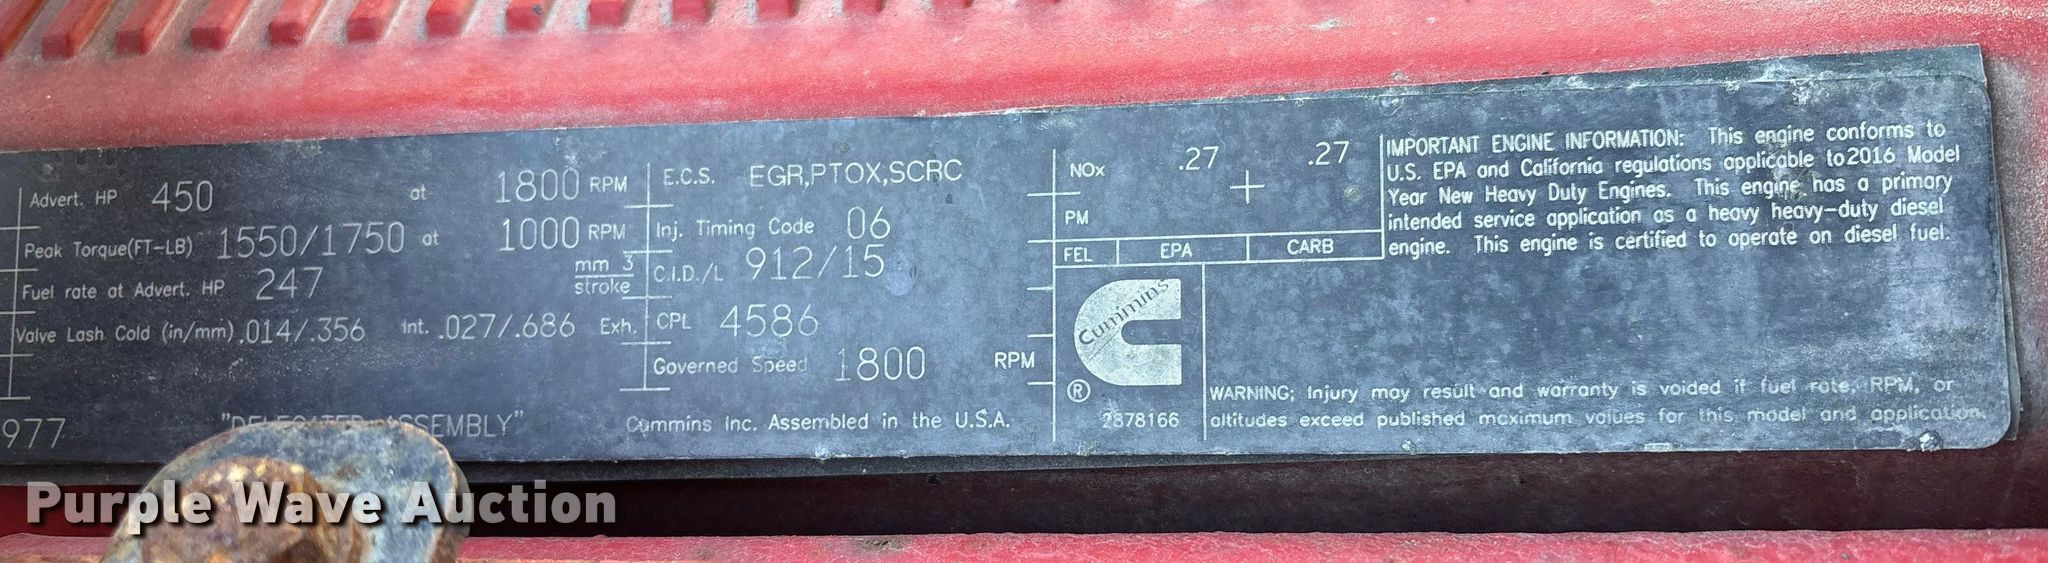 Advert. HP 450 at 1800 RPM
Peak Torque(FT-LB) 1550/1750 at 1000 RPM
Fuel rate at Advert. HP 247 mm 3 stroke
Valve Lash Cold (in/mm) .014/.356 Int. .027/.686 Exh.
977 ASSEMBLY"
E.C.S. EGR,PTOX,SCRC
Inj. Timing Code 06
C.I.D./L 912/15
CPL 4586
Governed Speed 1800 RPM
Cummins Inc. Assembled in the U.S.A.
NOx .27 .27
PM
FEL EPA CARB
Cummins
®
2878166
IMPORTANT ENGINE INFORMATION: This engine conforms to
U.S. EPA and California regulations applicable to 2016 Model
Year New Heavy Duty Engines. This engine has a primary
intended service application as a heavy heavy-duty diesel
engine. This engine is certified to operate on diesel fuel.
WARNING; Injury may result and warranty is voided if fuel rate, RPM, or
altitudes exceed published maximum values for this model and application.
Purple Wave Auction